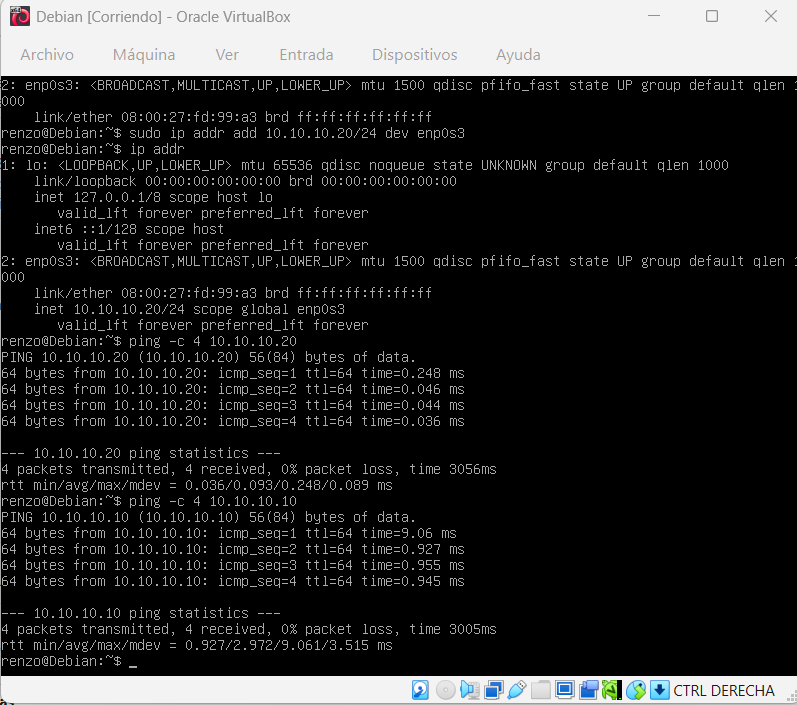 Debian [Corriendo] - Oracle VirtualBox
Archivo Máquina Ver Entrada Dispositivos Ayuda
2: enp0s3: <BROADCAST,MULTICAST,UP,LOWER_UP> mtu 1500 qdisc pfifo_fast state UP group default qlen 1
000
    link/ether 08:00:27:fd:99:a3 brd ff:ff:ff:ff:ff:ff
renzo@Debian:~$ sudo ip addr add 10.10.10.20/24 dev enp0s3
renzo@Debian:~$ ip addr
1: lo: <LOOPBACK,UP,LOWER_UP> mtu 65536 qdisc noqueue state UNKNOWN group default qlen 1000
    link/loopback 00:00:00:00:00:00 brd 00:00:00:00:00:00
    inet 127.0.0.1/8 scope host lo
       valid_lft forever preferred_lft forever
    inet6 ::1/128 scope host
       valid_lft forever preferred_lft forever
2: enp0s3: <BROADCAST,MULTICAST,UP,LOWER_UP> mtu 1500 qdisc pfifo_fast state UP group default qlen 1
000
    link/ether 08:00:27:fd:99:a3 brd ff:ff:ff:ff:ff:ff
    inet 10.10.10.20/24 scope global enp0s3
       valid_lft forever preferred_lft forever
renzo@Debian:~$ ping -c 4 10.10.10.20
PING 10.10.10.20 (10.10.10.20) 56(84) bytes of data.
64 bytes from 10.10.10.20: icmp_seq=1 ttl=64 time=0.248 ms
64 bytes from 10.10.10.20: icmp_seq=2 ttl=64 time=0.046 ms
64 bytes from 10.10.10.20: icmp_seq=3 ttl=64 time=0.044 ms
64 bytes from 10.10.10.20: icmp_seq=4 ttl=64 time=0.036 ms

--- 10.10.10.20 ping statistics ---
4 packets transmitted, 4 received, 0% packet loss, time 3056ms
rtt min/avg/max/mdev = 0.036/0.093/0.248/0.089 ms
renzo@Debian:~$ ping -c 4 10.10.10.10
PING 10.10.10.10 (10.10.10.10) 56(84) bytes of data.
64 bytes from 10.10.10.10: icmp_seq=1 ttl=64 time=9.06 ms
64 bytes from 10.10.10.10: icmp_seq=2 ttl=64 time=0.927 ms
64 bytes from 10.10.10.10: icmp_seq=3 ttl=64 time=0.955 ms
64 bytes from 10.10.10.10: icmp_seq=4 ttl=64 time=0.945 ms

--- 10.10.10.10 ping statistics ---
4 packets transmitted, 4 received, 0% packet loss, time 3005ms
rtt min/avg/max/mdev = 0.927/2.972/9.061/3.515 ms
renzo@Debian:~$ _
CTRL DERECHA